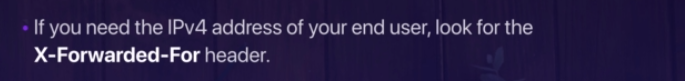 • If you need the IPv4 address of your end user, look for the
X-Forwarded-For header.